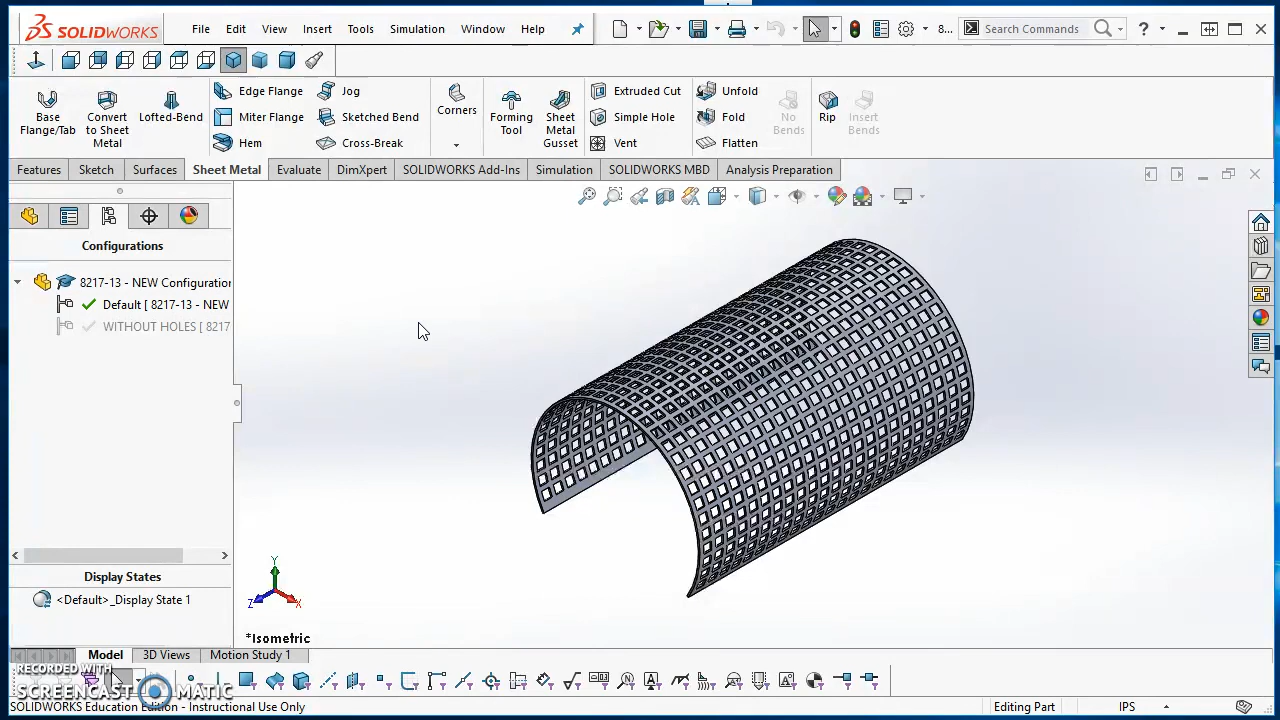 SOLIDWORKS File Edit View Insert Tools Simulation Window Help 8... Search Commands ?
Base Flange/Tab Convert to Sheet Metal Lofted-Bend
Edge Flange Jog
Miter Flange Sketched Bend
Hem Cross-Break
Corners Forming Tool Sheet Metal Gusset
Extruded Cut Unfold
Simple Hole Fold
Vent Flatten
No Bends Rip Insert Bends
Features Sketch Surfaces Sheet Metal Evaluate DimXpert SOLIDWORKS Add-Ins Simulation SOLIDWORKS MBD Analysis Preparation
Configurations
8217-13 - NEW Configuration
Default [ 8217-13 - NEW
WITHOUT HOLES [ 8217
Display States
<Default>_Display State 1
Y
Z X
*Isometric
Model 3D Views Motion Study 1
RECORDED WITH
SCREENCAST MATIC
SOLIDWORKS Education Edition - Instructional Use Only Editing Part IPS